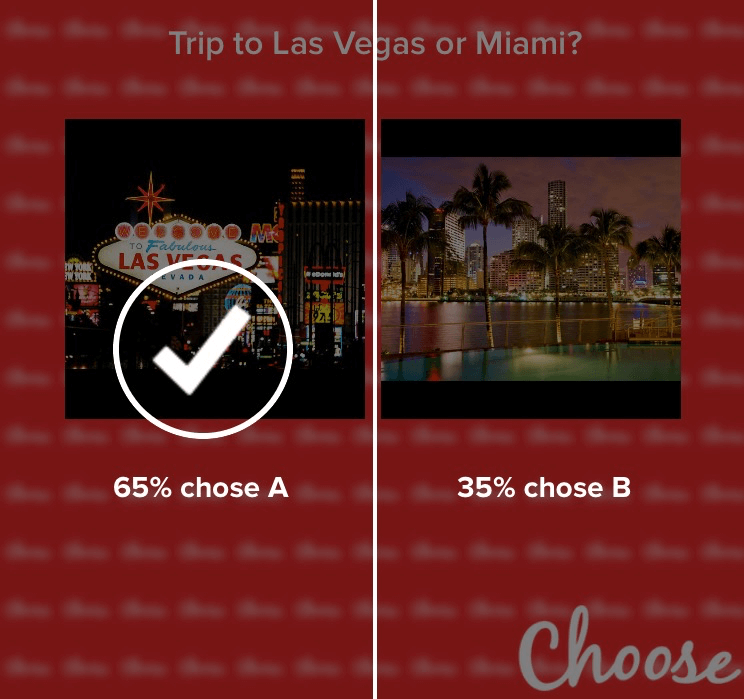 Trip to Las Vegas or Miami?
WELCOME
TO Fabulous
LAS VEGAS
NEVADA
65% chose A
35% chose B
Choose